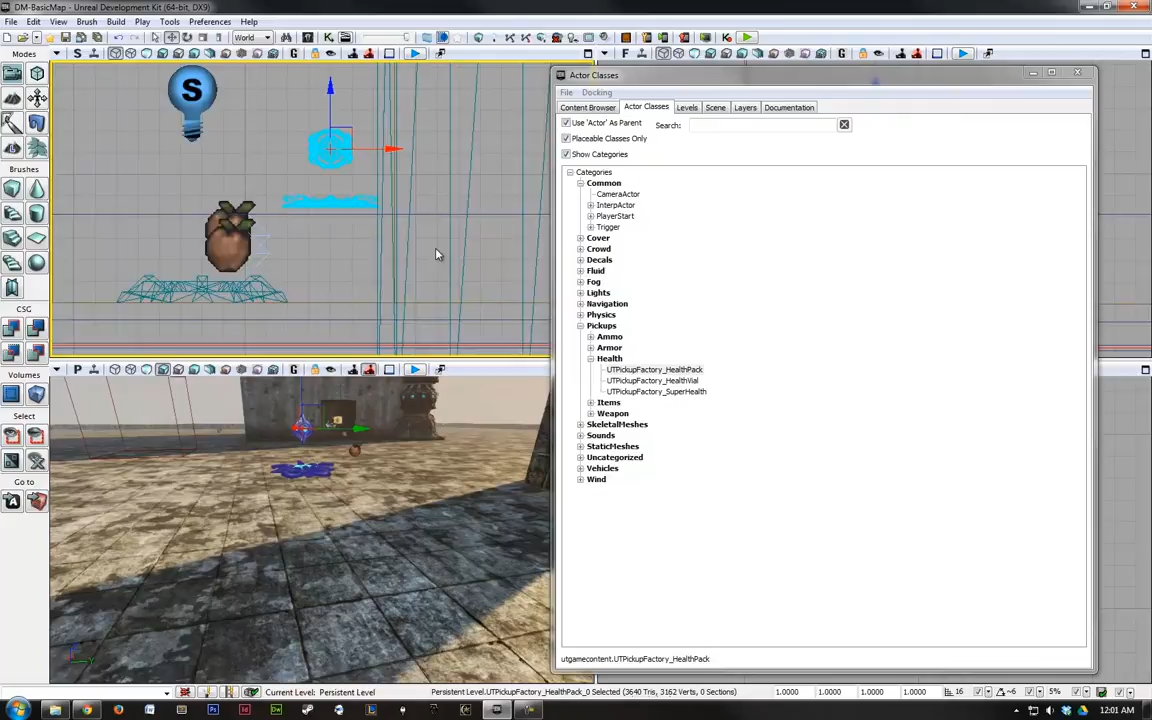 DM-BasicMap - Unreal Development Kit (64-bit, DX9)
File Edit View Brush Build Play Tools Preferences Help
World
Modes
S G
F G
S
Brushes
CSG
Volumes
Select
Go to
P G
Actor Classes
File Docking
Content Browser Actor Classes Levels Scene Layers Documentation
Use 'Actor' As Parent Search:
Placeable Classes Only
Show Categories
Categories
Common
CameraActor
InterpActor
PlayerStart
Trigger
Cover
Crowd
Decals
Fluid
Fog
Lights
Navigation
Physics
Pickups
Ammo
Armor
Health
UTPickupFactory_HealthPack
UTPickupFactory_HealthVial
UTPickupFactory_SuperHealth
Items
Weapon
SkeletalMeshes
Sounds
StaticMeshes
Uncategorized
Vehicles
Wind
utgamecontent.UTPickupFactory_HealthPack
Current Level: Persistent Level Persistent Level.UTPickupFactory_HealthPack_0 Selected (3640 Tris, 3162 Verts, 0 Sections) 1.0000 1.0000 1.0000 1.0000 16 ~6 5%
12:01 AM